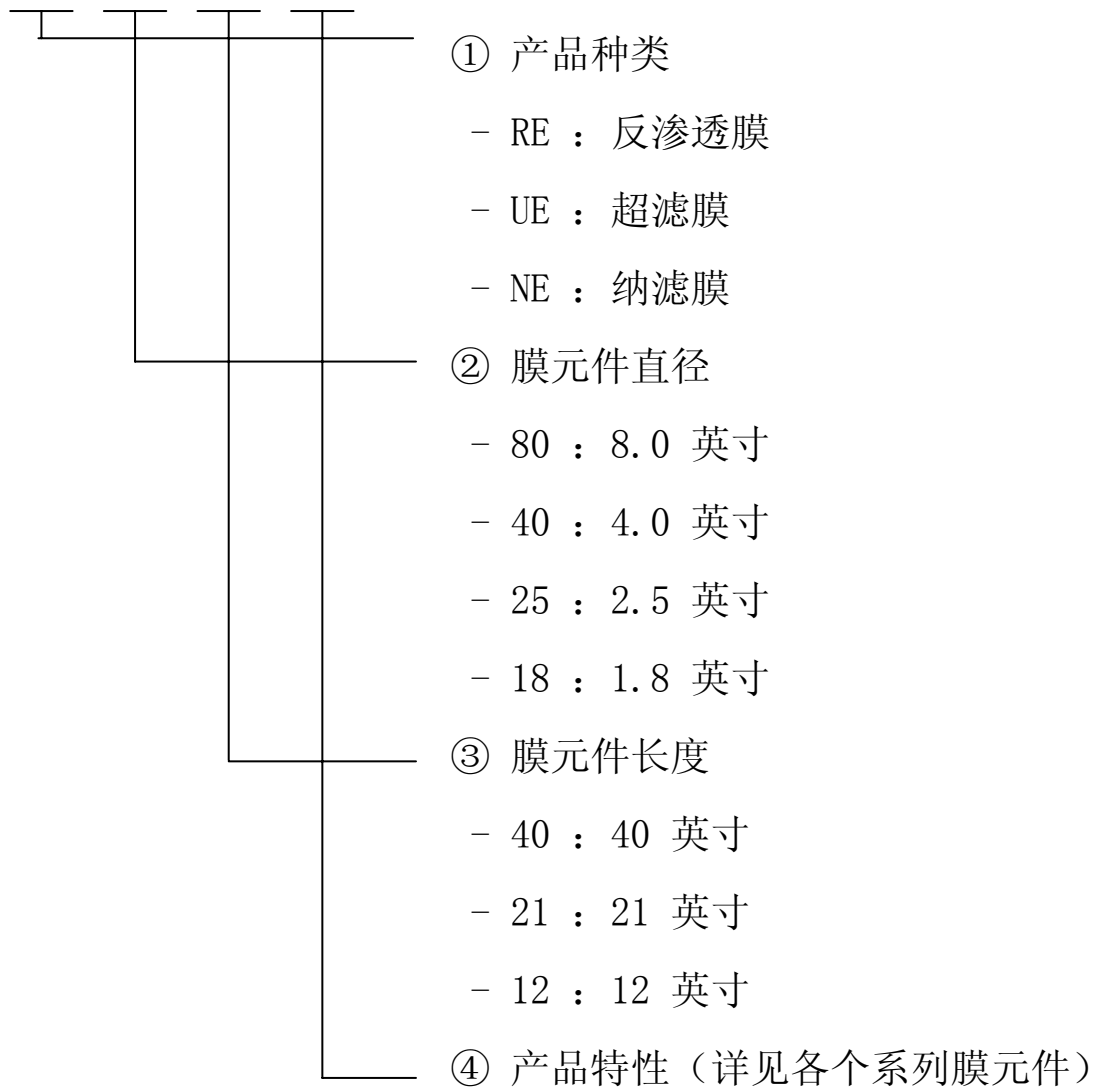 ① 产品种类
- RE : 反渗透膜
- UE : 超滤膜
- NE : 纳滤膜
② 膜元件直径
- 80 : 8.0 英寸
- 40 : 4.0 英寸
- 25 : 2.5 英寸
- 18 : 1.8 英寸
③ 膜元件长度
- 40 : 40 英寸
- 21 : 21 英寸
- 12 : 12 英寸
④ 产品特性（详见各个系列膜元件）